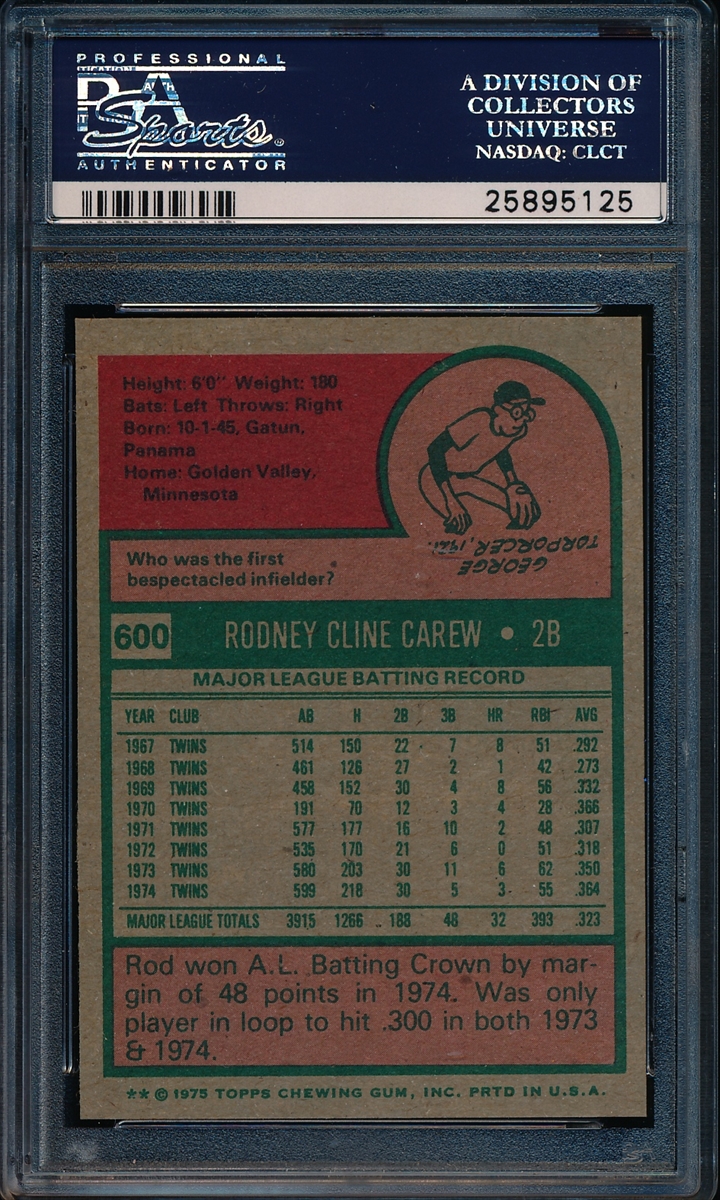 PROFESSIONAL
PSA
Sports
AUTHENTICATOR
A DIVISION OF
COLLECTORS
UNIVERSE
NASDAQ: CLCT
25895125
Height: 6'0" Weight: 180
Bats: Left Throws: Right
Born: 10-1-45, Gatun,
Panama
Home: Golden Valley,
Minnesota
GEORGE
TORPORCER,
Who was the first
bespectacled infielder?
600 RODNEY CLINE CAREW • 2B
MAJOR LEAGUE BATTING RECORD
YEAR CLUB AB H 2B 3B HR RBI AVG
1967 TWINS 514 150 22 7 8 51 .292
1968 TWINS 461 126 27 2 1 42 .273
1969 TWINS 458 152 30 4 8 56 .332
1970 TWINS 191 70 12 3 4 28 .366
1971 TWINS 577 177 16 10 2 48 .307
1972 TWINS 535 170 21 6 0 51 .318
1973 TWINS 580 203 30 11 6 62 .350
1974 TWINS 599 218 30 5 3 55 .364
MAJOR LEAGUE TOTALS 3915 1266 188 48 32 393 .323
Rod won A.L. Batting Crown by mar-
gin of 48 points in 1974. Was only
player in loop to hit .300 in both 1973
& 1974.
** © 1975 TOPPS CHEWING GUM, INC. PRTD IN U.S.A.